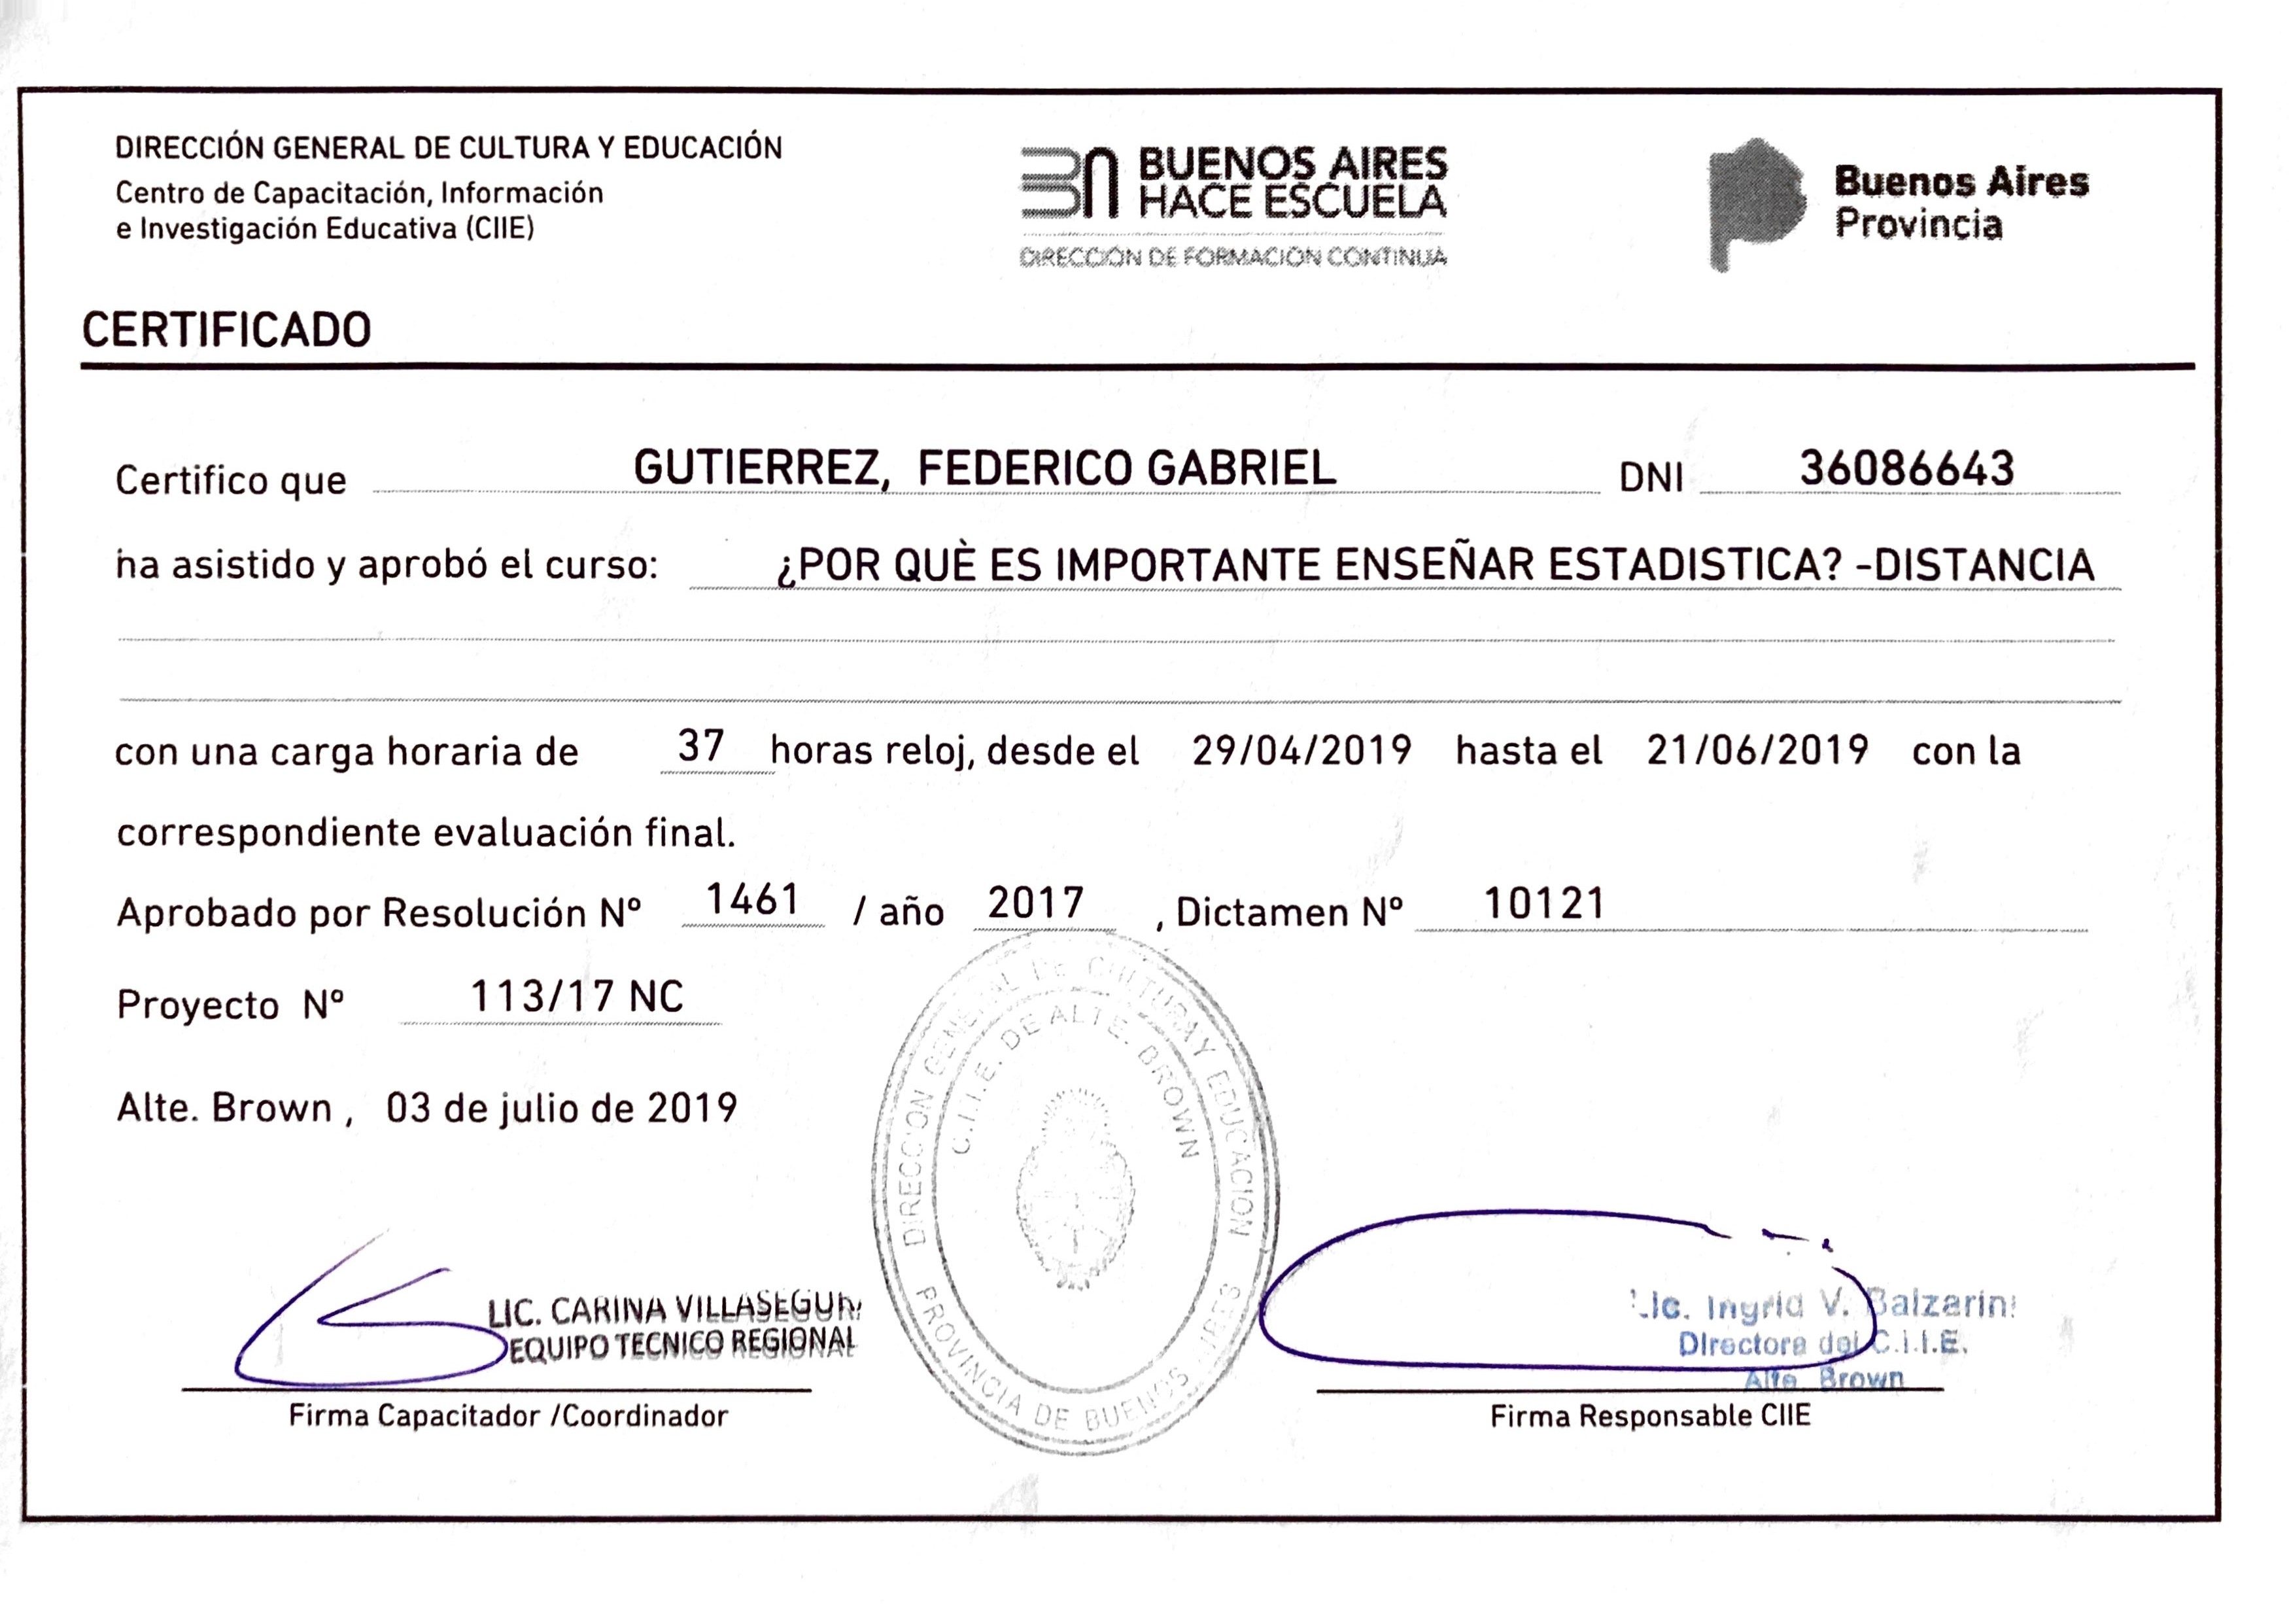 DIRECCIÓN GENERAL DE CULTURA Y EDUCACIÓN
Centro de Capacitación, Información
e Investigación Educativa (CIIE)
BUENOS AIRES
HACE ESCUELA
DIRECCIÓN DE FORMACIÓN CONTINUA
Buenos Aires
Provincia
CERTIFICADO
Certifico que GUTIERREZ, FEDERICO GABRIEL DNI 36086643
ha asistido y aprobó el curso: ¿POR QUÈ ES IMPORTANTE ENSEÑAR ESTADISTICA? -DISTANCIA
con una carga horaria de 37 horas reloj, desde el 29/04/2019 hasta el 21/06/2019 con la
correspondiente evaluación final.
Aprobado por Resolución Nº 1461 / año 2017 , Dictamen Nº 10121
Proyecto Nº 113/17 NC
Alte. Brown , 03 de julio de 2019
DIRECCION GENERAL DE CULTURA Y EDUCACION
C.I.I.E. DE ALTE. BROWN
PROVINCIA DE BUENOS AIRES
LIC. CARINA
EQUIPO TECNICO REGIONAL
Firma Capacitador /Coordinador
Lic. Ingrid V.
Directora del C.I.I.E.
Alte. Brown
Firma Responsable CIIE